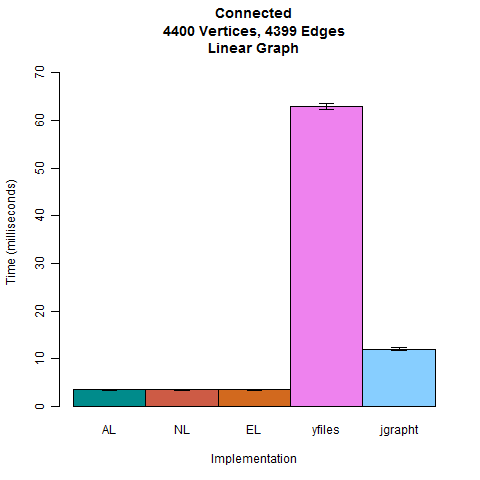 Connected
4400 Vertices, 4399 Edges
Linear Graph
Time (milliseconds)
70
60
50
40
30
20
10
0
AL NL EL yfiles jgrapht
Implementation